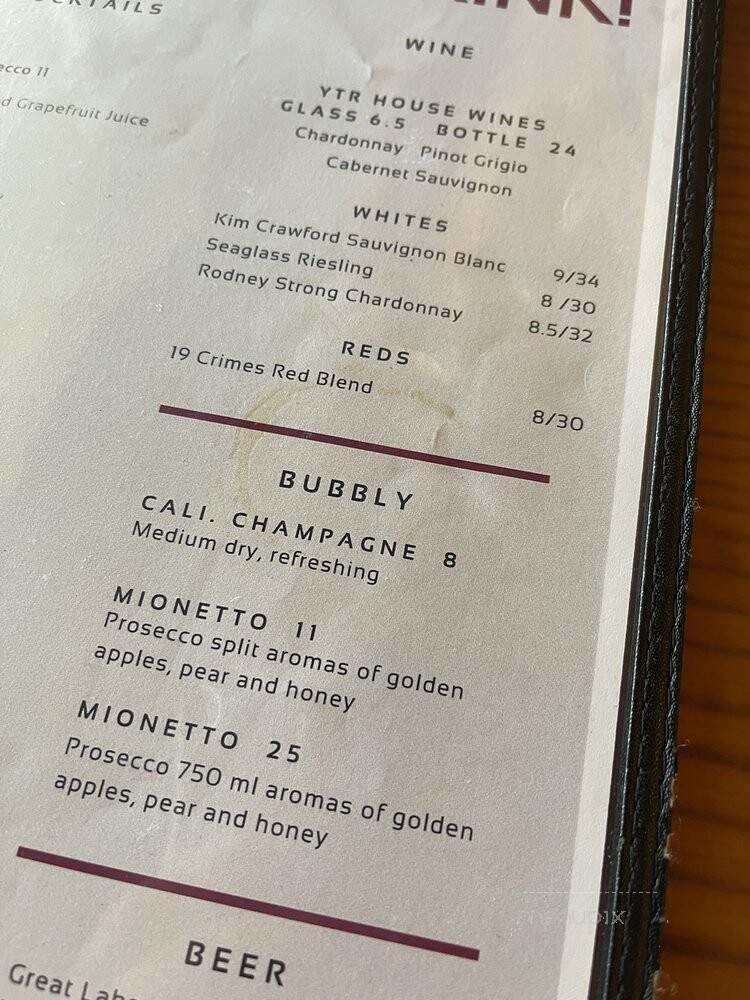 WINE
YTR HOUSE WINES
GLASS 6.5 BOTTLE 24
Chardonnay Pinot Grigio
Cabernet Sauvignon
WHITES
Kim Crawford Sauvignon Blanc 9/34
Seaglass Riesling 8 /30
Rodney Strong Chardonnay 8.5/32
REDS
19 Crimes Red Blend 8/30
BUBBLY
CALI. CHAMPAGNE 8
Medium dry, refreshing
MIONETTO 11
Prosecco split aromas of golden
apples, pear and honey
MIONETTO 25
Prosecco 750 ml aromas of golden
apples, pear and honey
BEER
Great
11
Grapefruit Juice